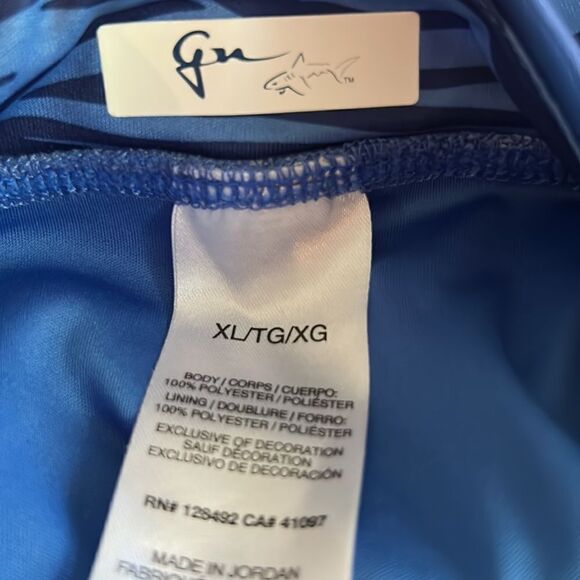 gn
TM
XL/TG/XG
BODY / CORPS / CUERPO:
100% POLYESTER / POLIÉSTER
LINING / DOUBLURE / FORRO:
100% POLYESTER / POLIÉSTER
EXCLUSIVE OF DECORATION
SAUF DÉCORATION
EXCLUSIVO DE DECORACIÓN
RN# 128492 CA# 41097
MADE IN JORDAN